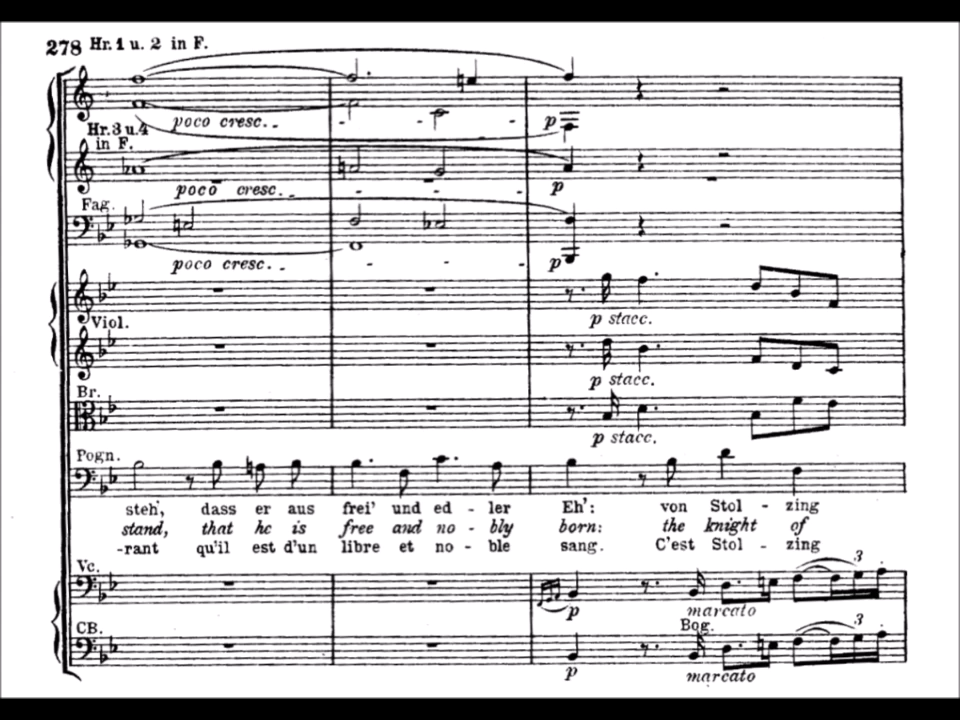 278 Hr. 1 u. 2 in F.
poco cresc. . - - - p
Hr. 3 u. 4
in F.
poco cresc. . - - - p
Fag.
poco cresc. . - - - p
Viol.
p stacc.
p stacc.
Br.
p stacc.
Pogn.
steh', dass er aus frei' und ed - ler Eh': von Stol - zing
stand, that he is free and no - bly born: the knight of
-rant qu'il est d'un libre et no - ble sang. C'est Stol - zing
Vc.
3
p marcato
CB.
Bog.
3
p marcato